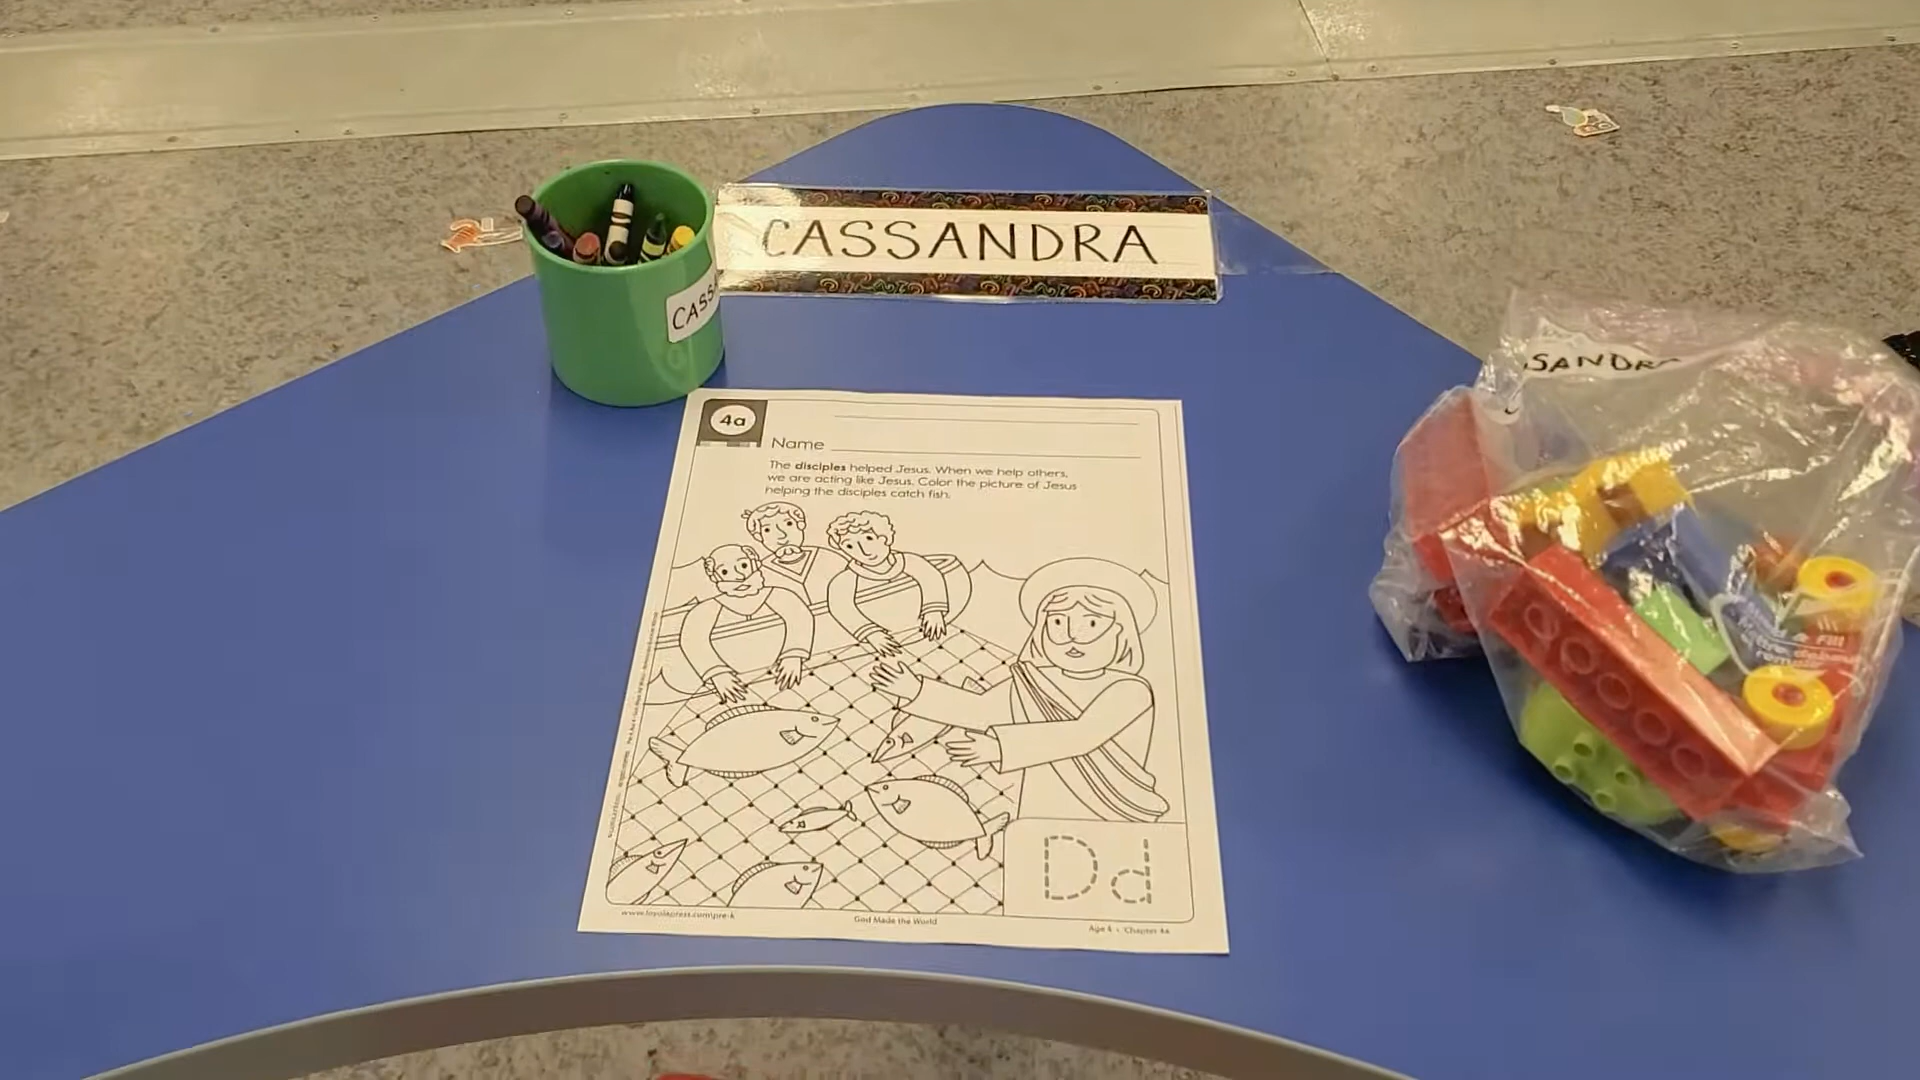 CASSANDRA
CASS
SANDRA
4a
Name
The disciples helped Jesus. When we help others,
we are acting like Jesus. Color the picture of Jesus
helping the disciples catch fish.
Dd
www.loyolapress.com/pre-k
God Made the World
Age 4 • Chapter 4a